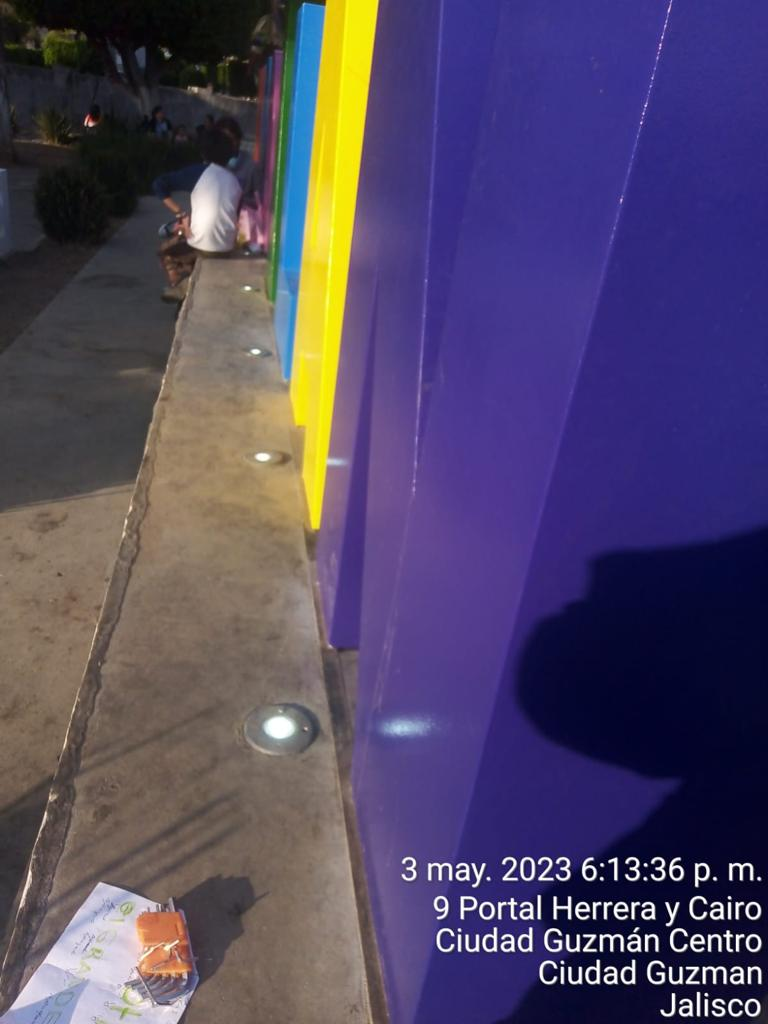 3 may. 2023 6:13:36 p. m.
9 Portal Herrera y Cairo
Ciudad Guzmán Centro
Ciudad Guzman
Jalisco